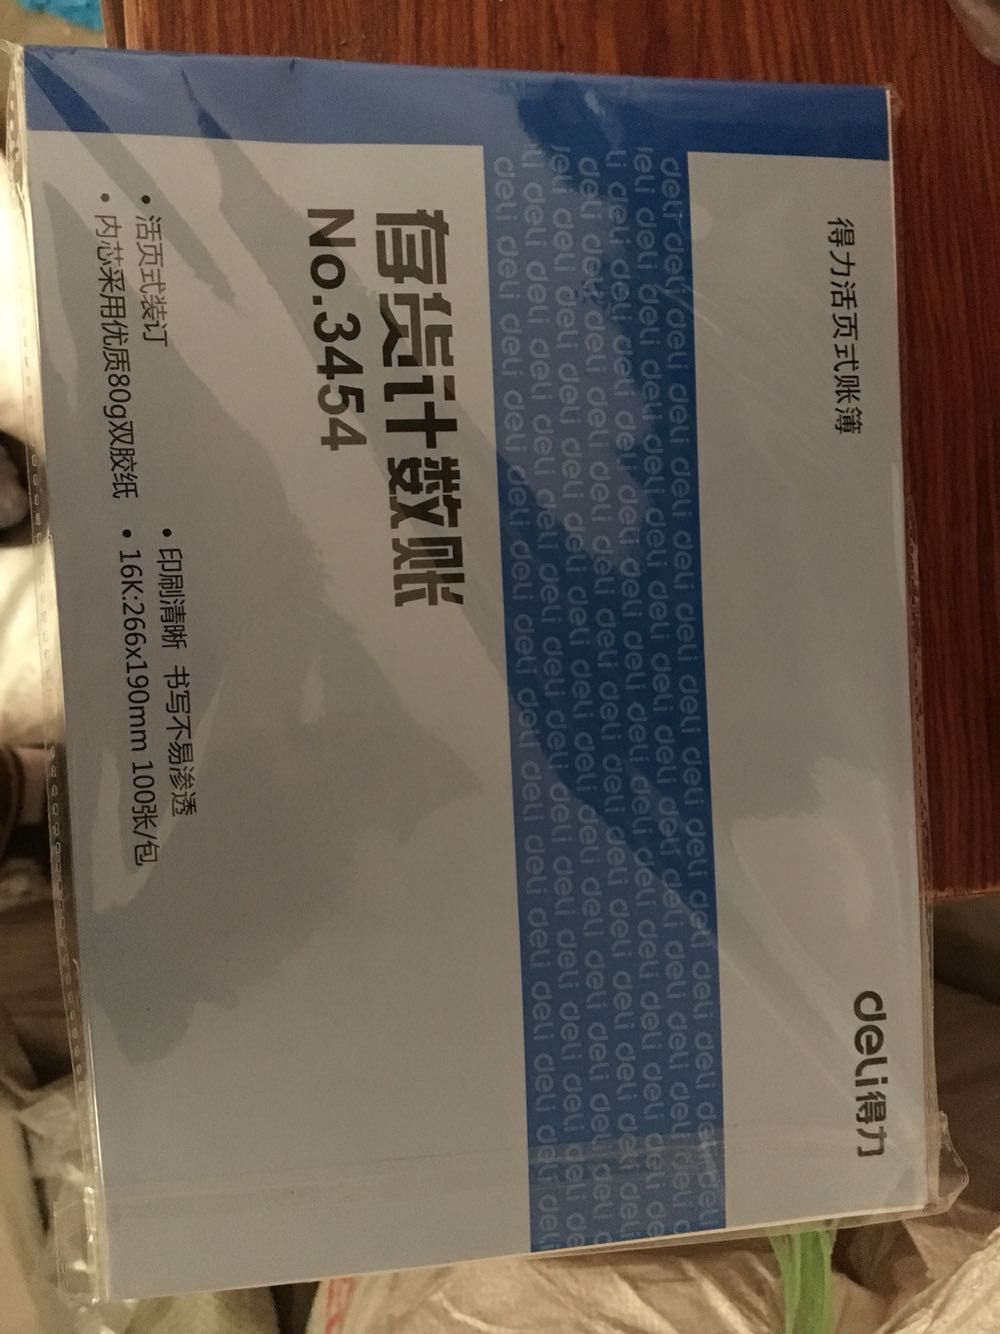 得力活页式账簿
deli得力
存货计数账
No.3454
• 活页式装订
• 印刷清晰 书写不易渗透
• 内芯采用优质80g双胶纸
• 16K:266x190mm 100张/包